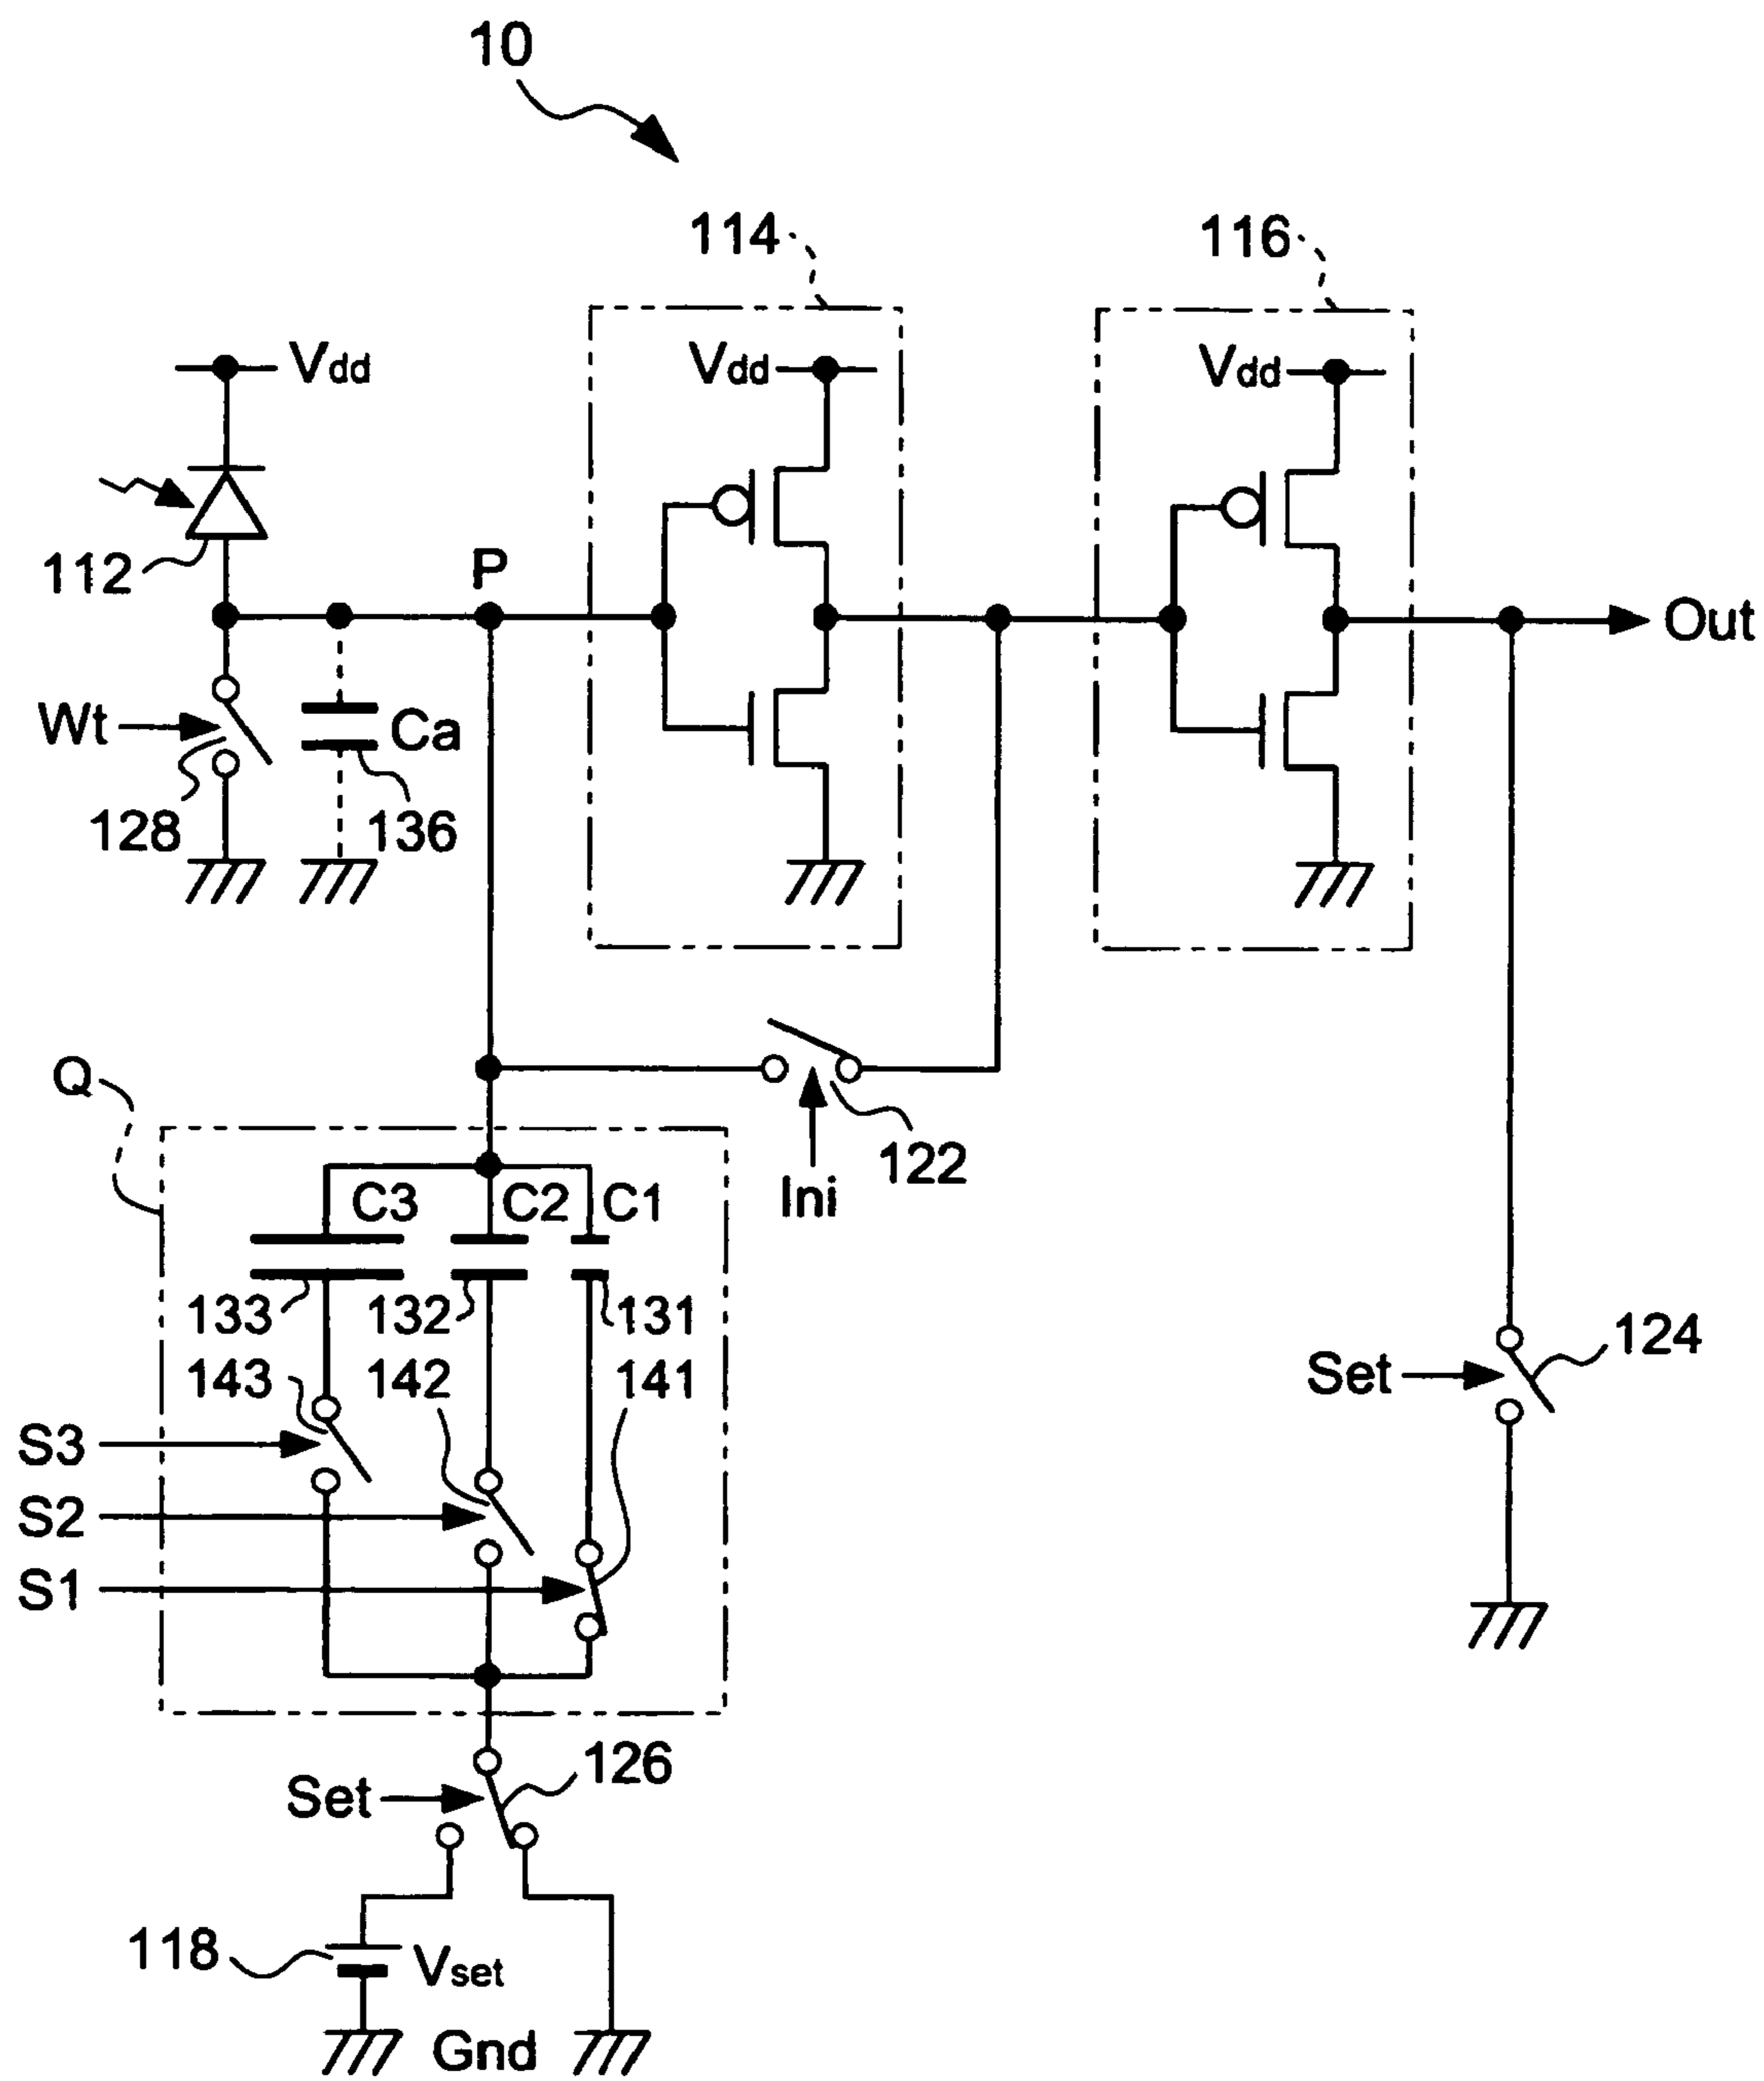 10
114
116
Vdd
Vdd
Vdd
112
P
Out
Wt
Ca
128
136
Q
122
Ini
C3
C2
C1
133
132
131
124
143
142
141
Set
S3
S2
S1
126
Set
118
Vset
Gnd